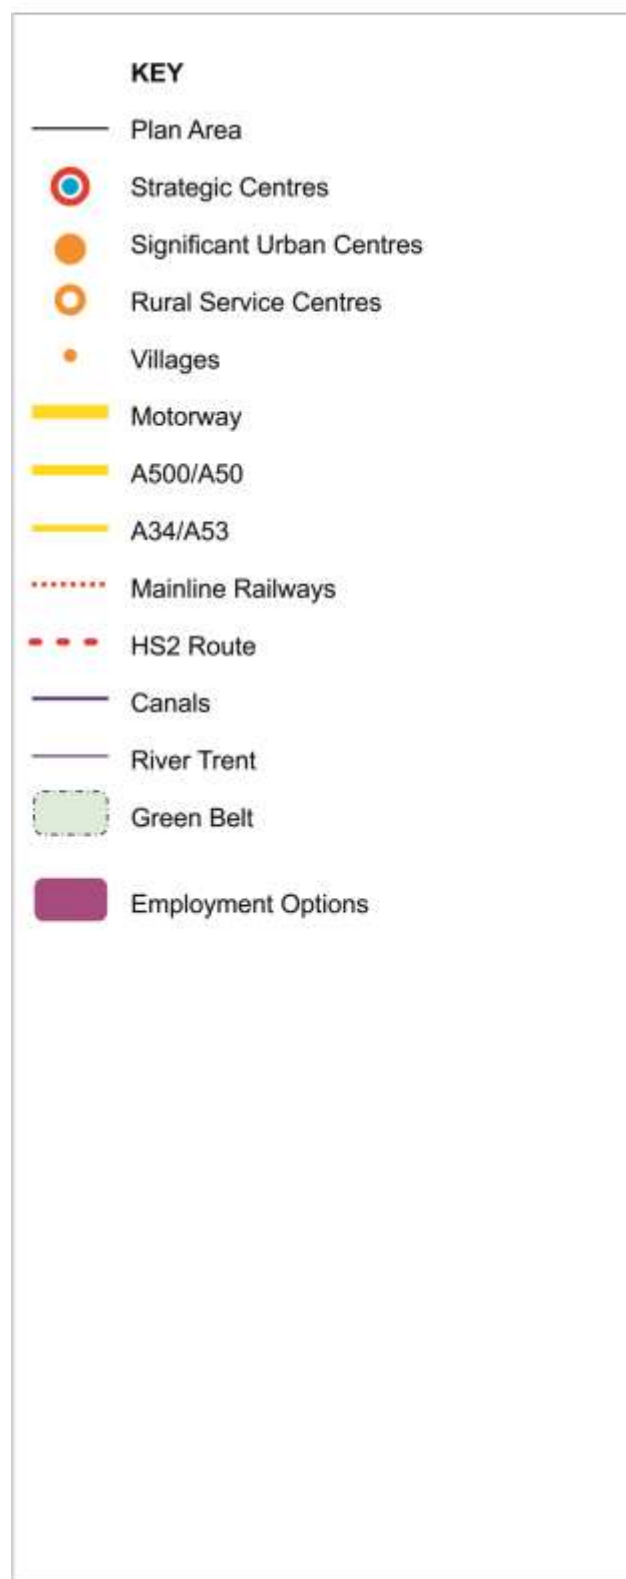 KEY
Plan Area
Strategic Centres
Significant Urban Centres
Rural Service Centres
Villages
Motorway
A500/A50
A34/A53
Mainline Railways
HS2 Route
Canals
River Trent
Green Belt
Employment Options